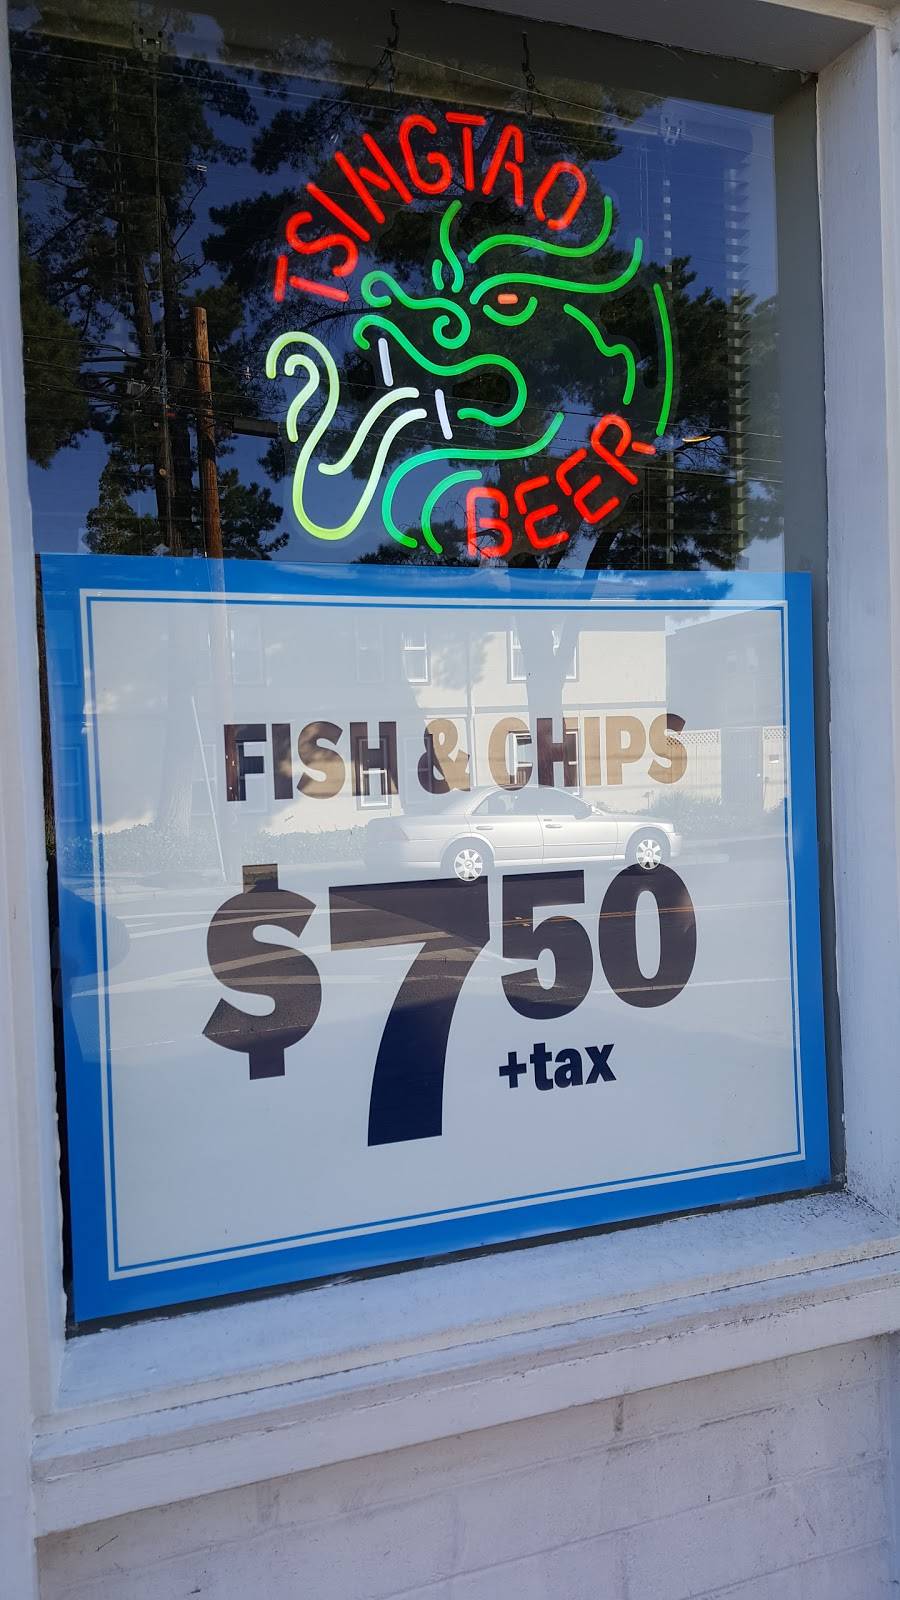 TSINGTAO
BEER
FISH & CHIPS
$750
+tax